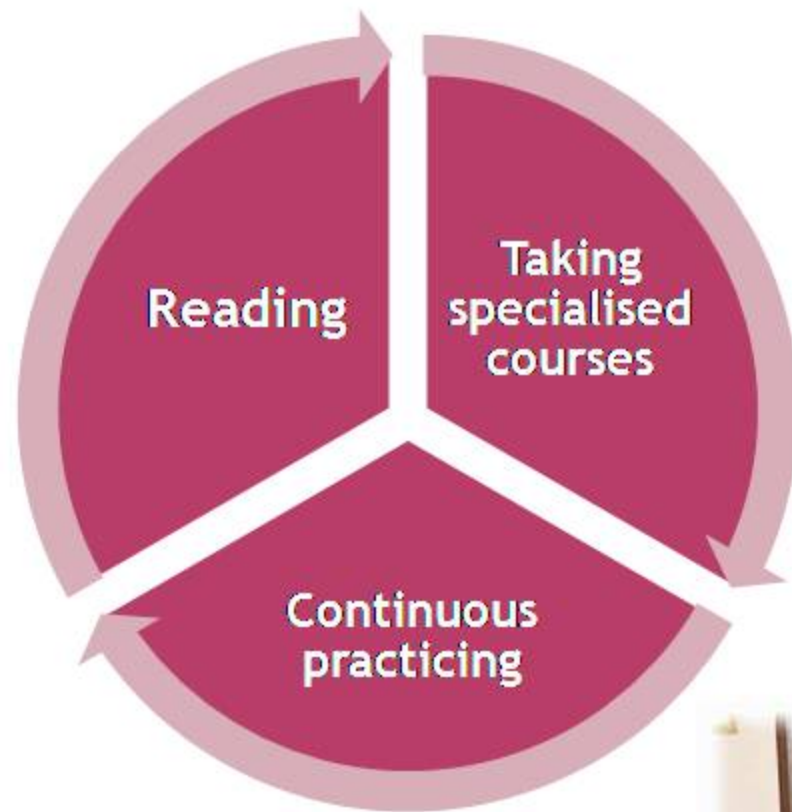 Reading
Taking
specialised
courses
Continuous
practicing